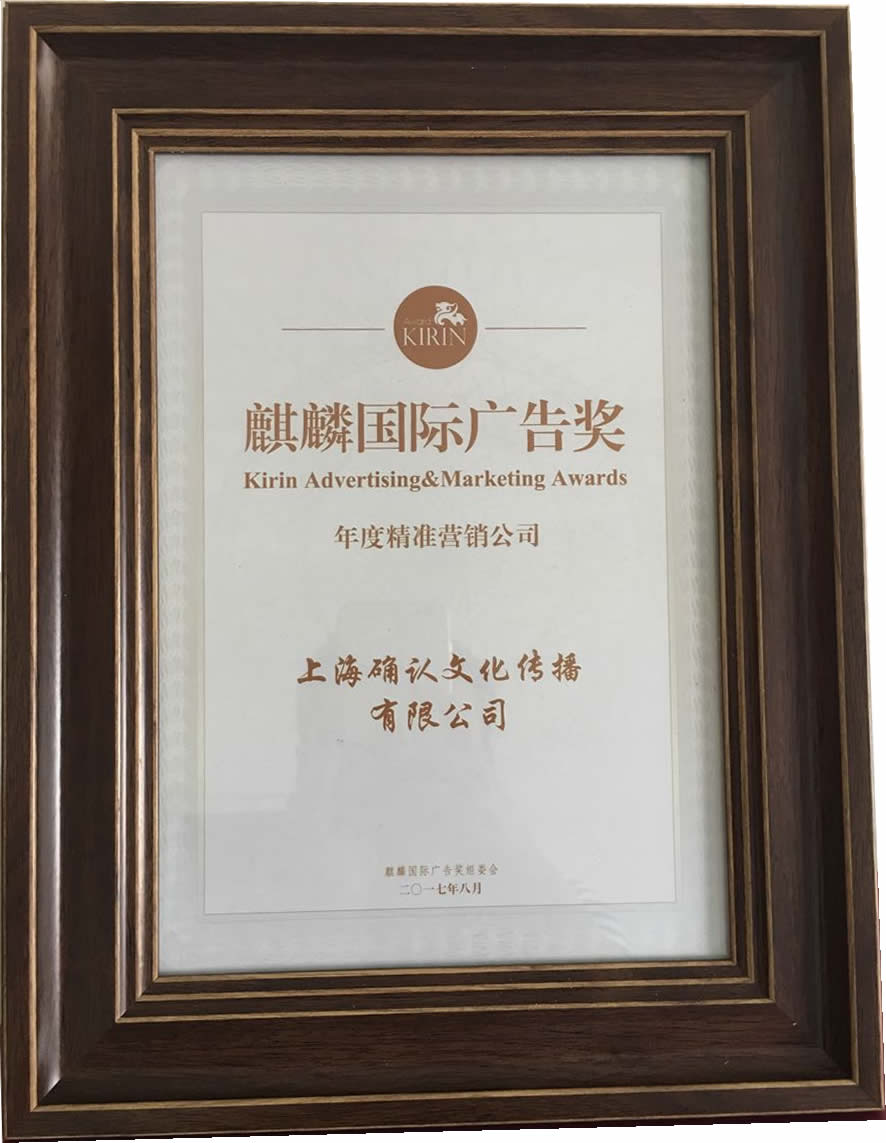 Award
KIRIN
麒麟国际广告奖
Kirin Advertising&Marketing Awards
年度精准营销公司
上海确认文化传播
有限公司
麒麟国际广告奖组委会
二〇一七年八月